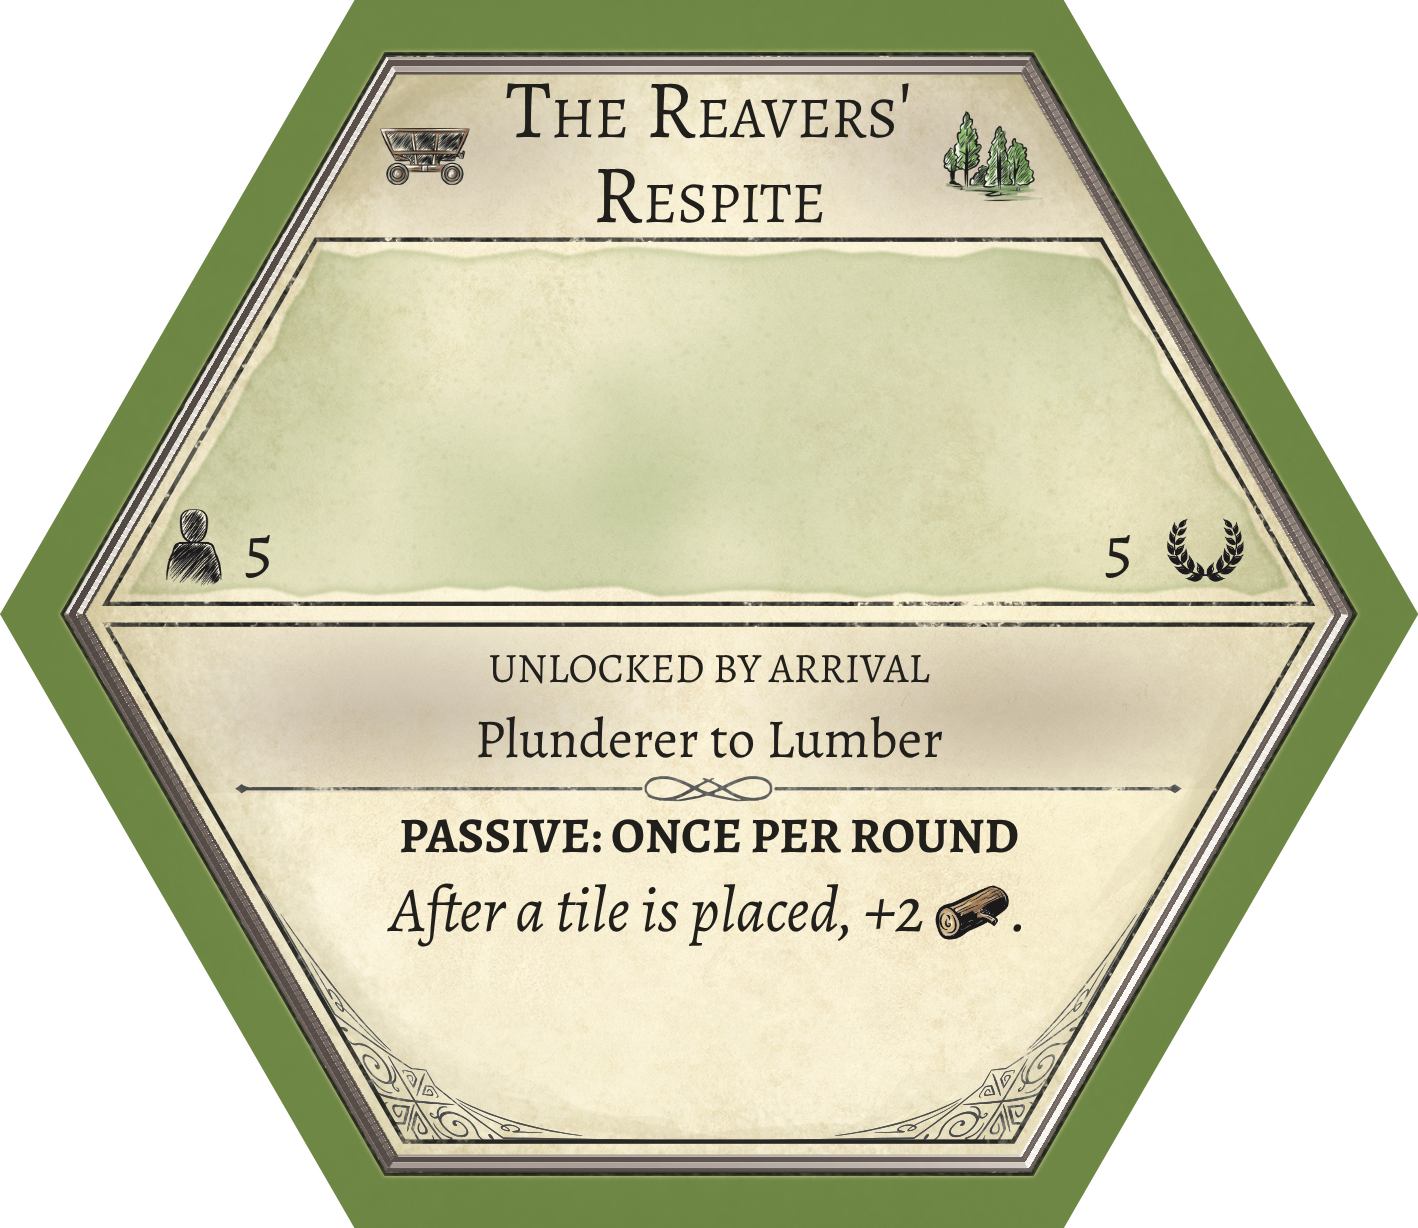 The Reavers'
Respite
5
5
UNLOCKED BY ARRIVAL
Plunderer to Lumber
PASSIVE: ONCE PER ROUND
After a tile is placed, +2 .